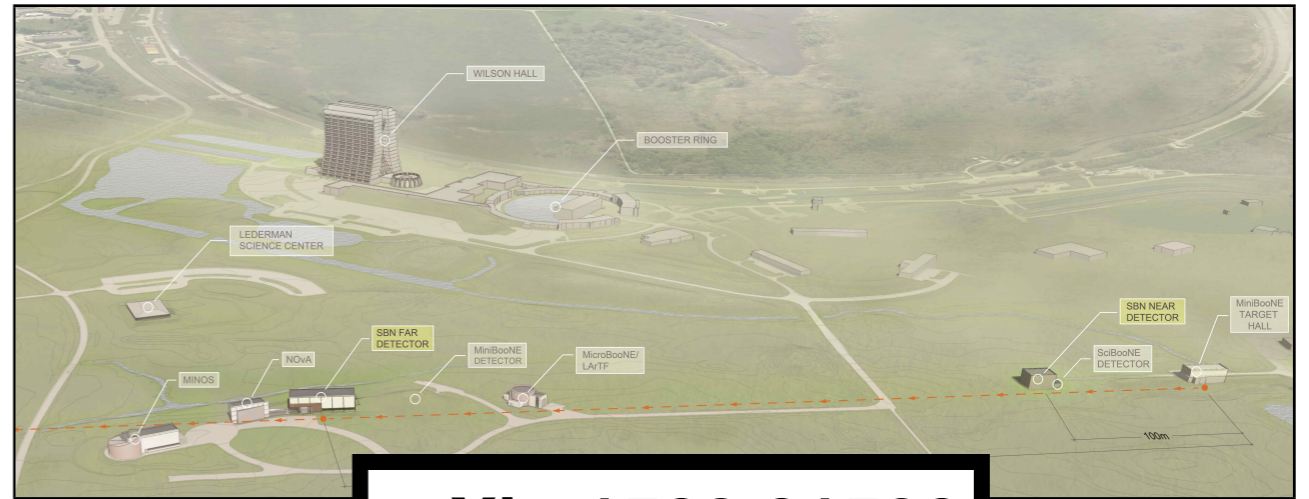 WILSON HALL
BOOSTER RING
LEDERMAN
SCIENCE CENTER
SBN NEAR
DETECTOR
MiniBooNE
TARGET
HALL
SBN FAR
DETECTOR
MiniBooNE
DETECTOR
MicroBooNE/
LArTF
SciBooNE
DETECTOR
NOvA
MINOS
100m